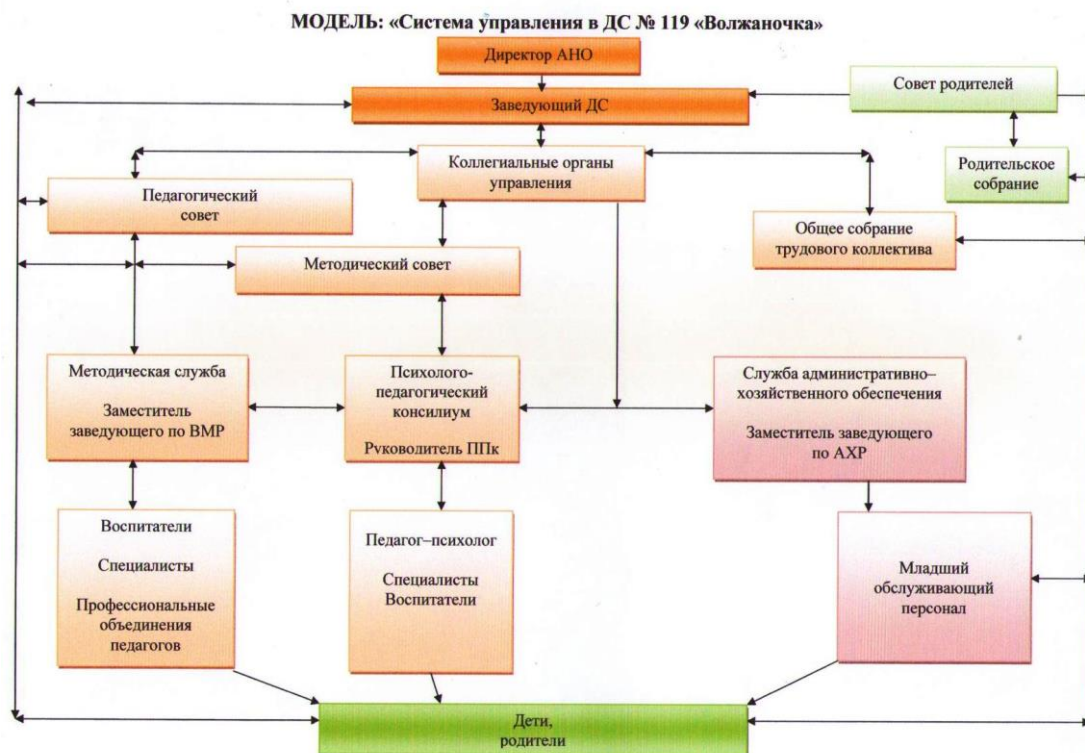 МОДЕЛЬ: «Система управления в ДС № 119 «Волжаночка»
Директор АНО
Заведующий ДС
Совет родителей
Коллегиальные органы
управления
Родительское
собрание
Педагогический
совет
Общее собрание
трудового коллектива
Методический совет
Методическая служба
Заместитель
заведующего по ВМР
Психолого-
педагогический
консилиум
Руководитель ППк
Служба административно–
хозяйственного обеспечения
Заместитель заведующего
по АХР
Воспитатели
Специалисты
Профессиональные
объединения
педагогов
Педагог–психолог
Специалисты
Воспитатели
Младший
обслуживающий
персонал
Дети,
родители